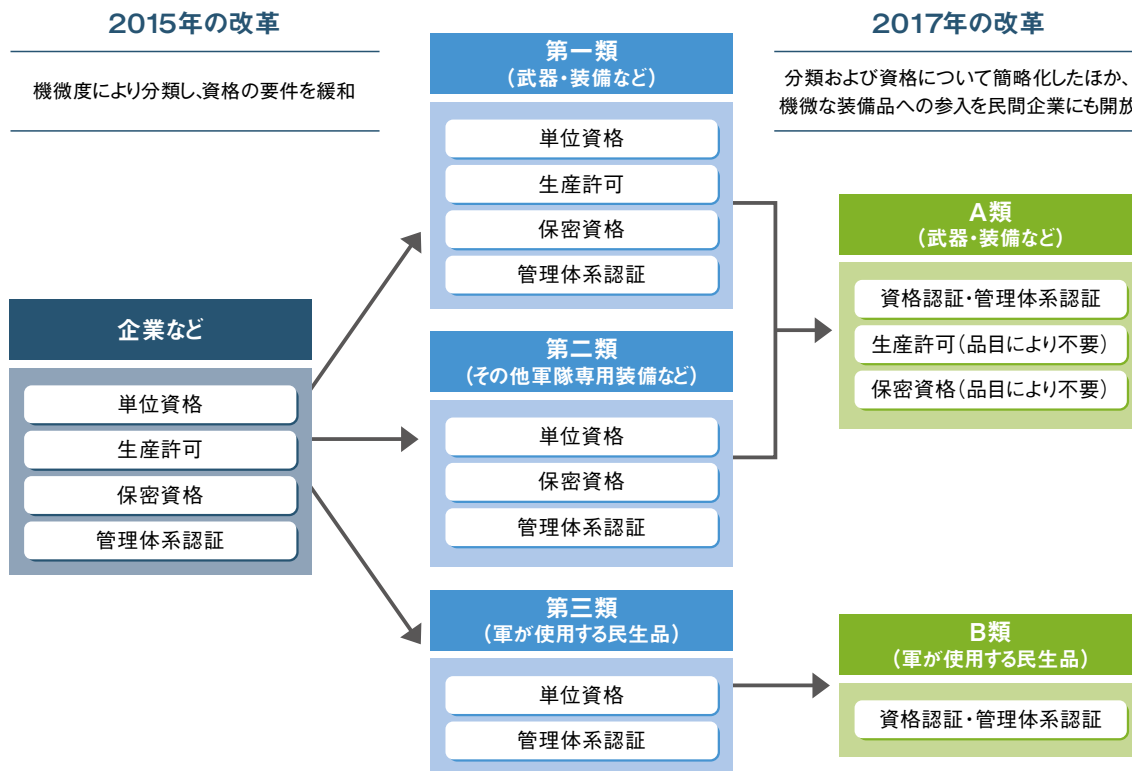 2015年の改革
機微度により分類し、資格の要件を緩和
企業など
単位資格
生産許可
保密資格
管理体系認証
第一類
(武器・装備など)
単位資格
生産許可
保密資格
管理体系認証
第二類
(その他軍隊専用装備など)
単位資格
保密資格
管理体系認証
第三類
(軍が使用する民生品)
単位資格
管理体系認証
2017年の改革
分類および資格について簡略化したほか、
機微な装備品への参入を民間企業にも開放
A類
(武器・装備など)
資格認証・管理体系認証
生産許可(品目により不要)
保密資格(品目により不要)
B類
(軍が使用する民生品)
資格認証・管理体系認証